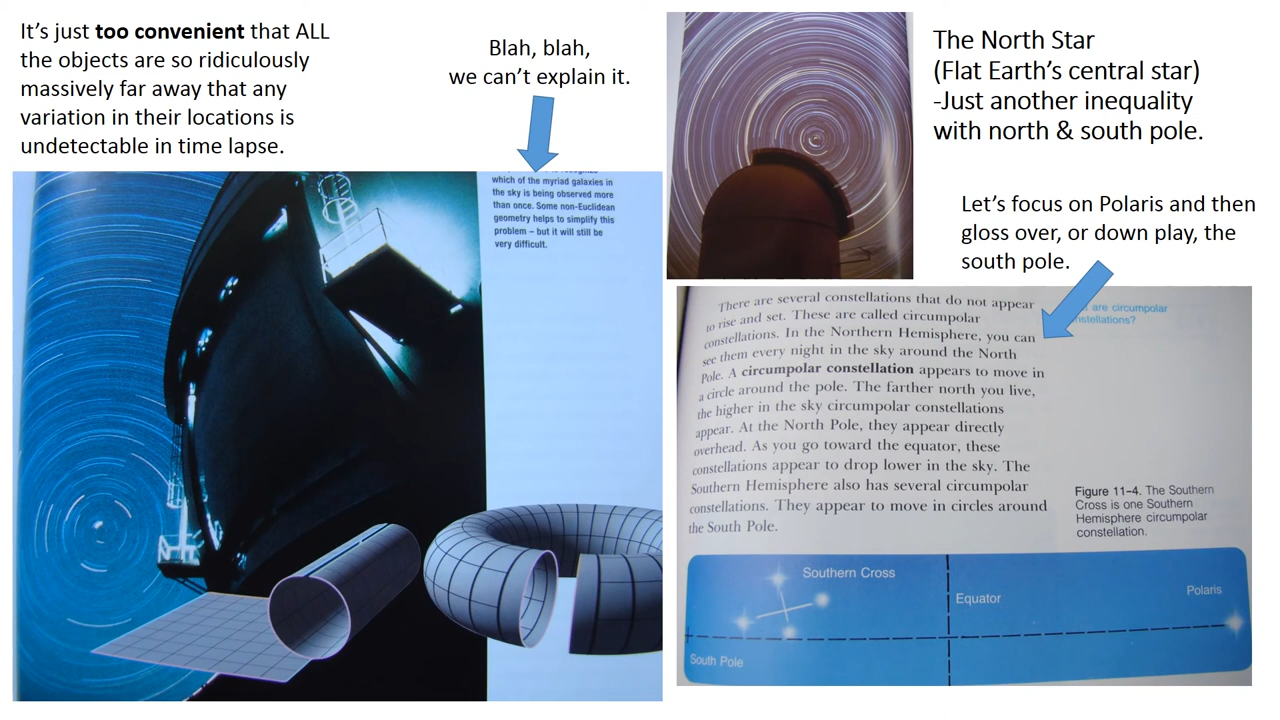 It's just too convenient that ALL
the objects are so ridiculously
massively far away that any
variation in their locations is
undetectable in time lapse.
Blah, blah,
we can't explain it.
which of the myriad galaxies in
the sky is being observed more
than once. Some non-Euclidean
geometry helps to simplify this
problem – but it will still be
very difficult.
The North Star
(Flat Earth's central star)
-Just another inequality
with north & south pole.
Let's focus on Polaris and then
gloss over, or down play, the
south pole.
There are several constellations that do not appear
to rise and set. These are called circumpolar
constellations. In the Northern Hemisphere, you can
see them every night in the sky around the North
Pole. A circumpolar constellation appears to move in
a circle around the pole. The farther north you live,
the higher in the sky circumpolar constellations
appear. At the North Pole, they appear directly
overhead. As you go toward the equator, these
constellations appear to drop lower in the sky. The
Southern Hemisphere also has several circumpolar
constellations. They appear to move in circles around
the South Pole.
are circumpolar
nstellations?
Figure 11–4. The Southern
Cross is one Southern
Hemisphere circumpolar
constellation.
Southern Cross
Equator
Polaris
South Pole